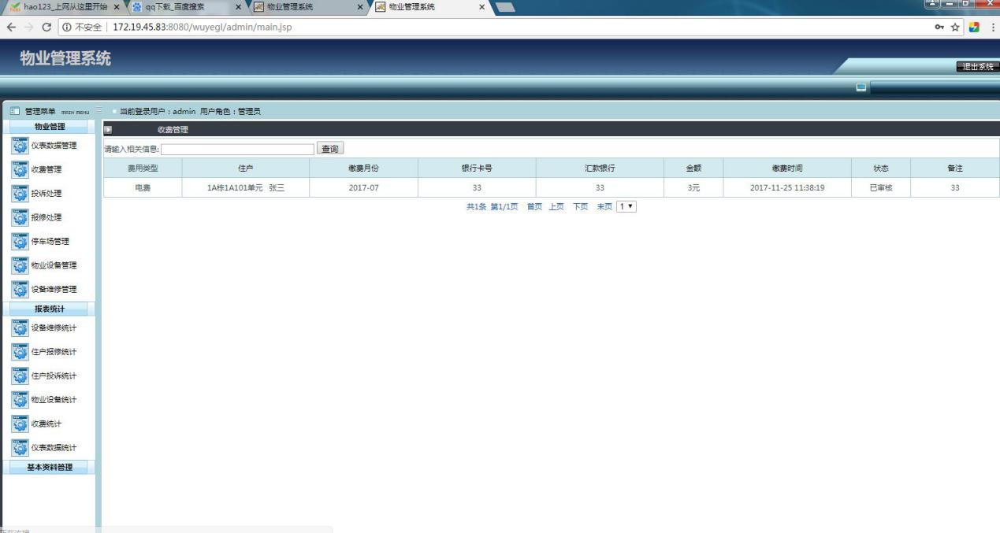 hao123_上网从这里开始
qq下载_百度搜索
物业管理系统
物业管理系统
不安全 172.19.45.83:8080/wuyegl/admin/main.jsp
物业管理系统
退出系统
管理菜单 MAIN MENU
当前登录用户：admin 用户角色：管理员
物业管理
仪表数据管理
收费管理
投诉处理
报修处理
停车场管理
物业设备管理
设备维修管理
报表统计
设备维修统计
住户报修统计
住户投诉统计
物业设备统计
收费统计
仪表数据统计
基本资料管理
收费管理
请输入相关信息: 查询
费用类型 住户 缴费月份 银行卡号 汇款银行 金额 缴费时间 状态 备注
电费 1A栋1A101单元 张三 2017-07 33 33 3元 2017-11-25 11:38:19 已审核 33
共1条 第1/1页 首页 上页 下页 末页 1